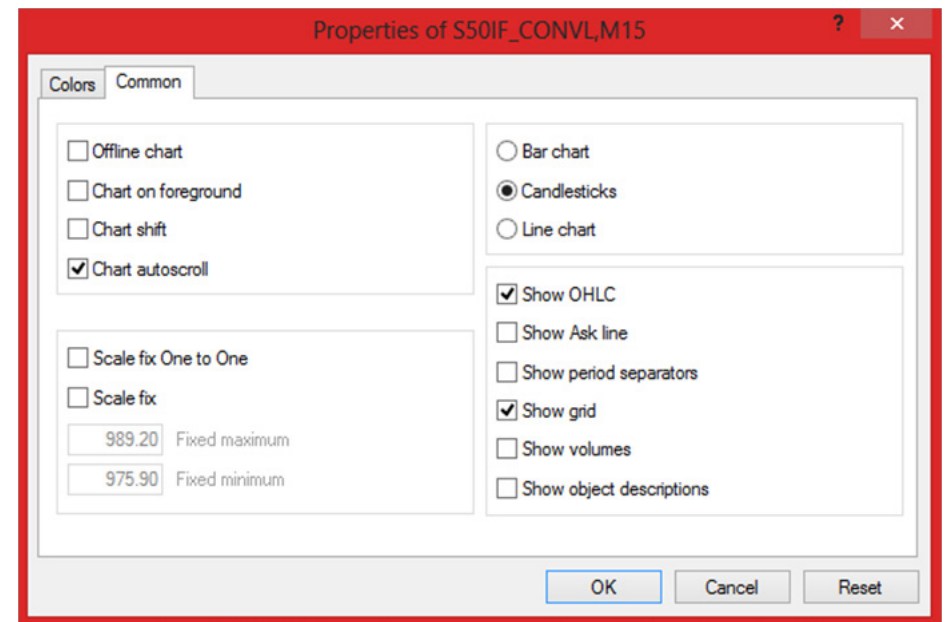 Properties of S50IF_CONVL,M15
?
Colors
Common
Offline chart
Chart on foreground
Chart shift
Chart autoscroll
Scale fix One to One
Scale fix
989.20 Fixed maximum
975.90 Fixed minimum
Bar chart
Candlesticks
Line chart
Show OHLC
Show Ask line
Show period separators
Show grid
Show volumes
Show object descriptions
OK
Cancel
Reset